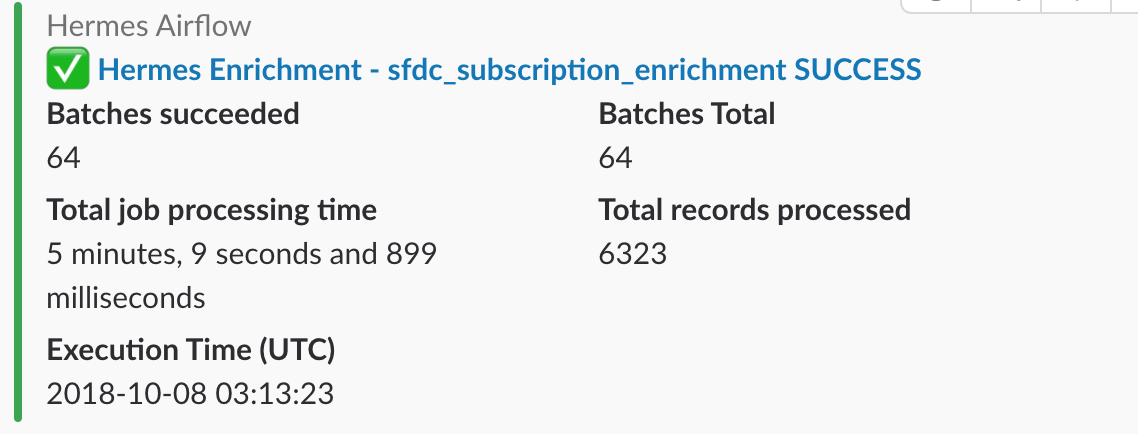 Hermes Airflow
Hermes Enrichment - sfdc_subscription_enrichment SUCCESS
Batches succeeded
64
Batches Total
64
Total job processing time
5 minutes, 9 seconds and 899
milliseconds
Total records processed
6323
Execution Time (UTC)
2018-10-08 03:13:23